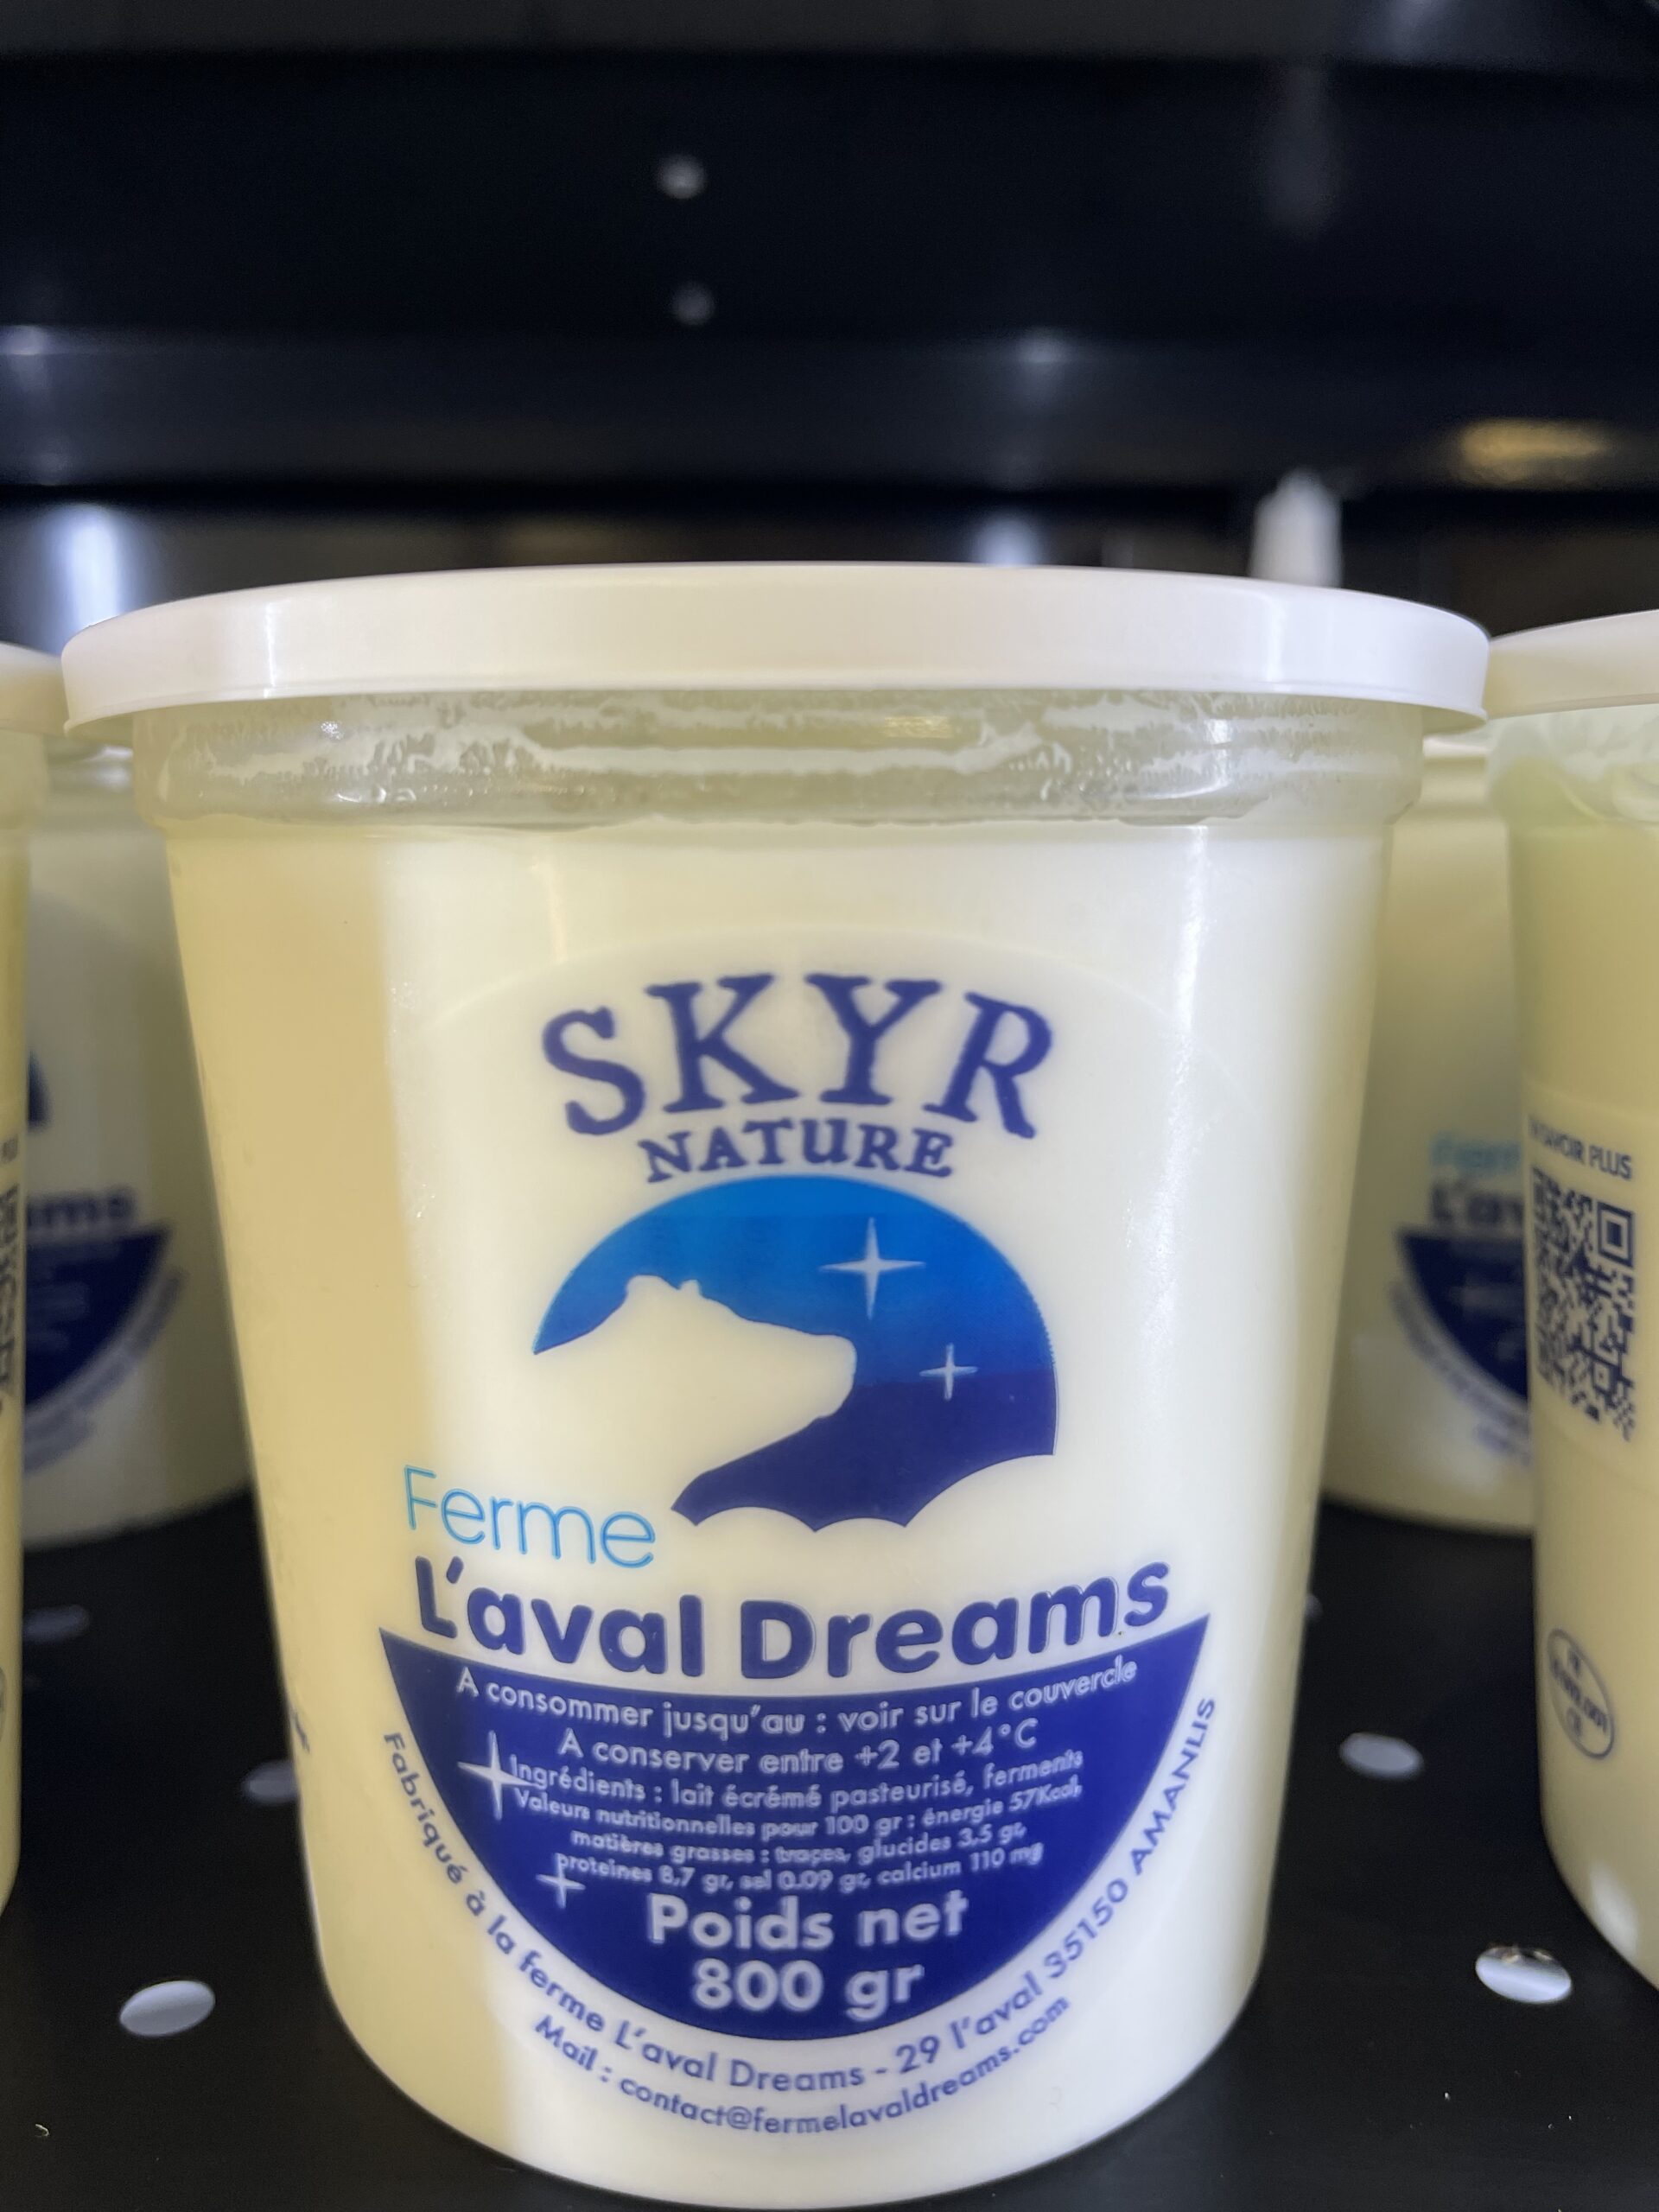 SKYR
NATURE
Ferme
L'aval Dreams
A consommer jusqu'au : voir sur le couvercle
A conserver entre +2 et +4°C
Ingrédients : lait écrémé pasteurisé, ferments
Valeurs nutritionnelles pour 100 gr : énergie 57Kcal,
matières grasses : traces, glucides 3,5 gr,
proteines 8,7 gr, sel 0.09 gr, calcium 110 mg
Poids net
800 gr
Fabriqué à la ferme L'aval Dreams - 29 l'aval 35150 AMANLIS
Mail : contact@fermelavaldreams.com
SAVOIR PLUS